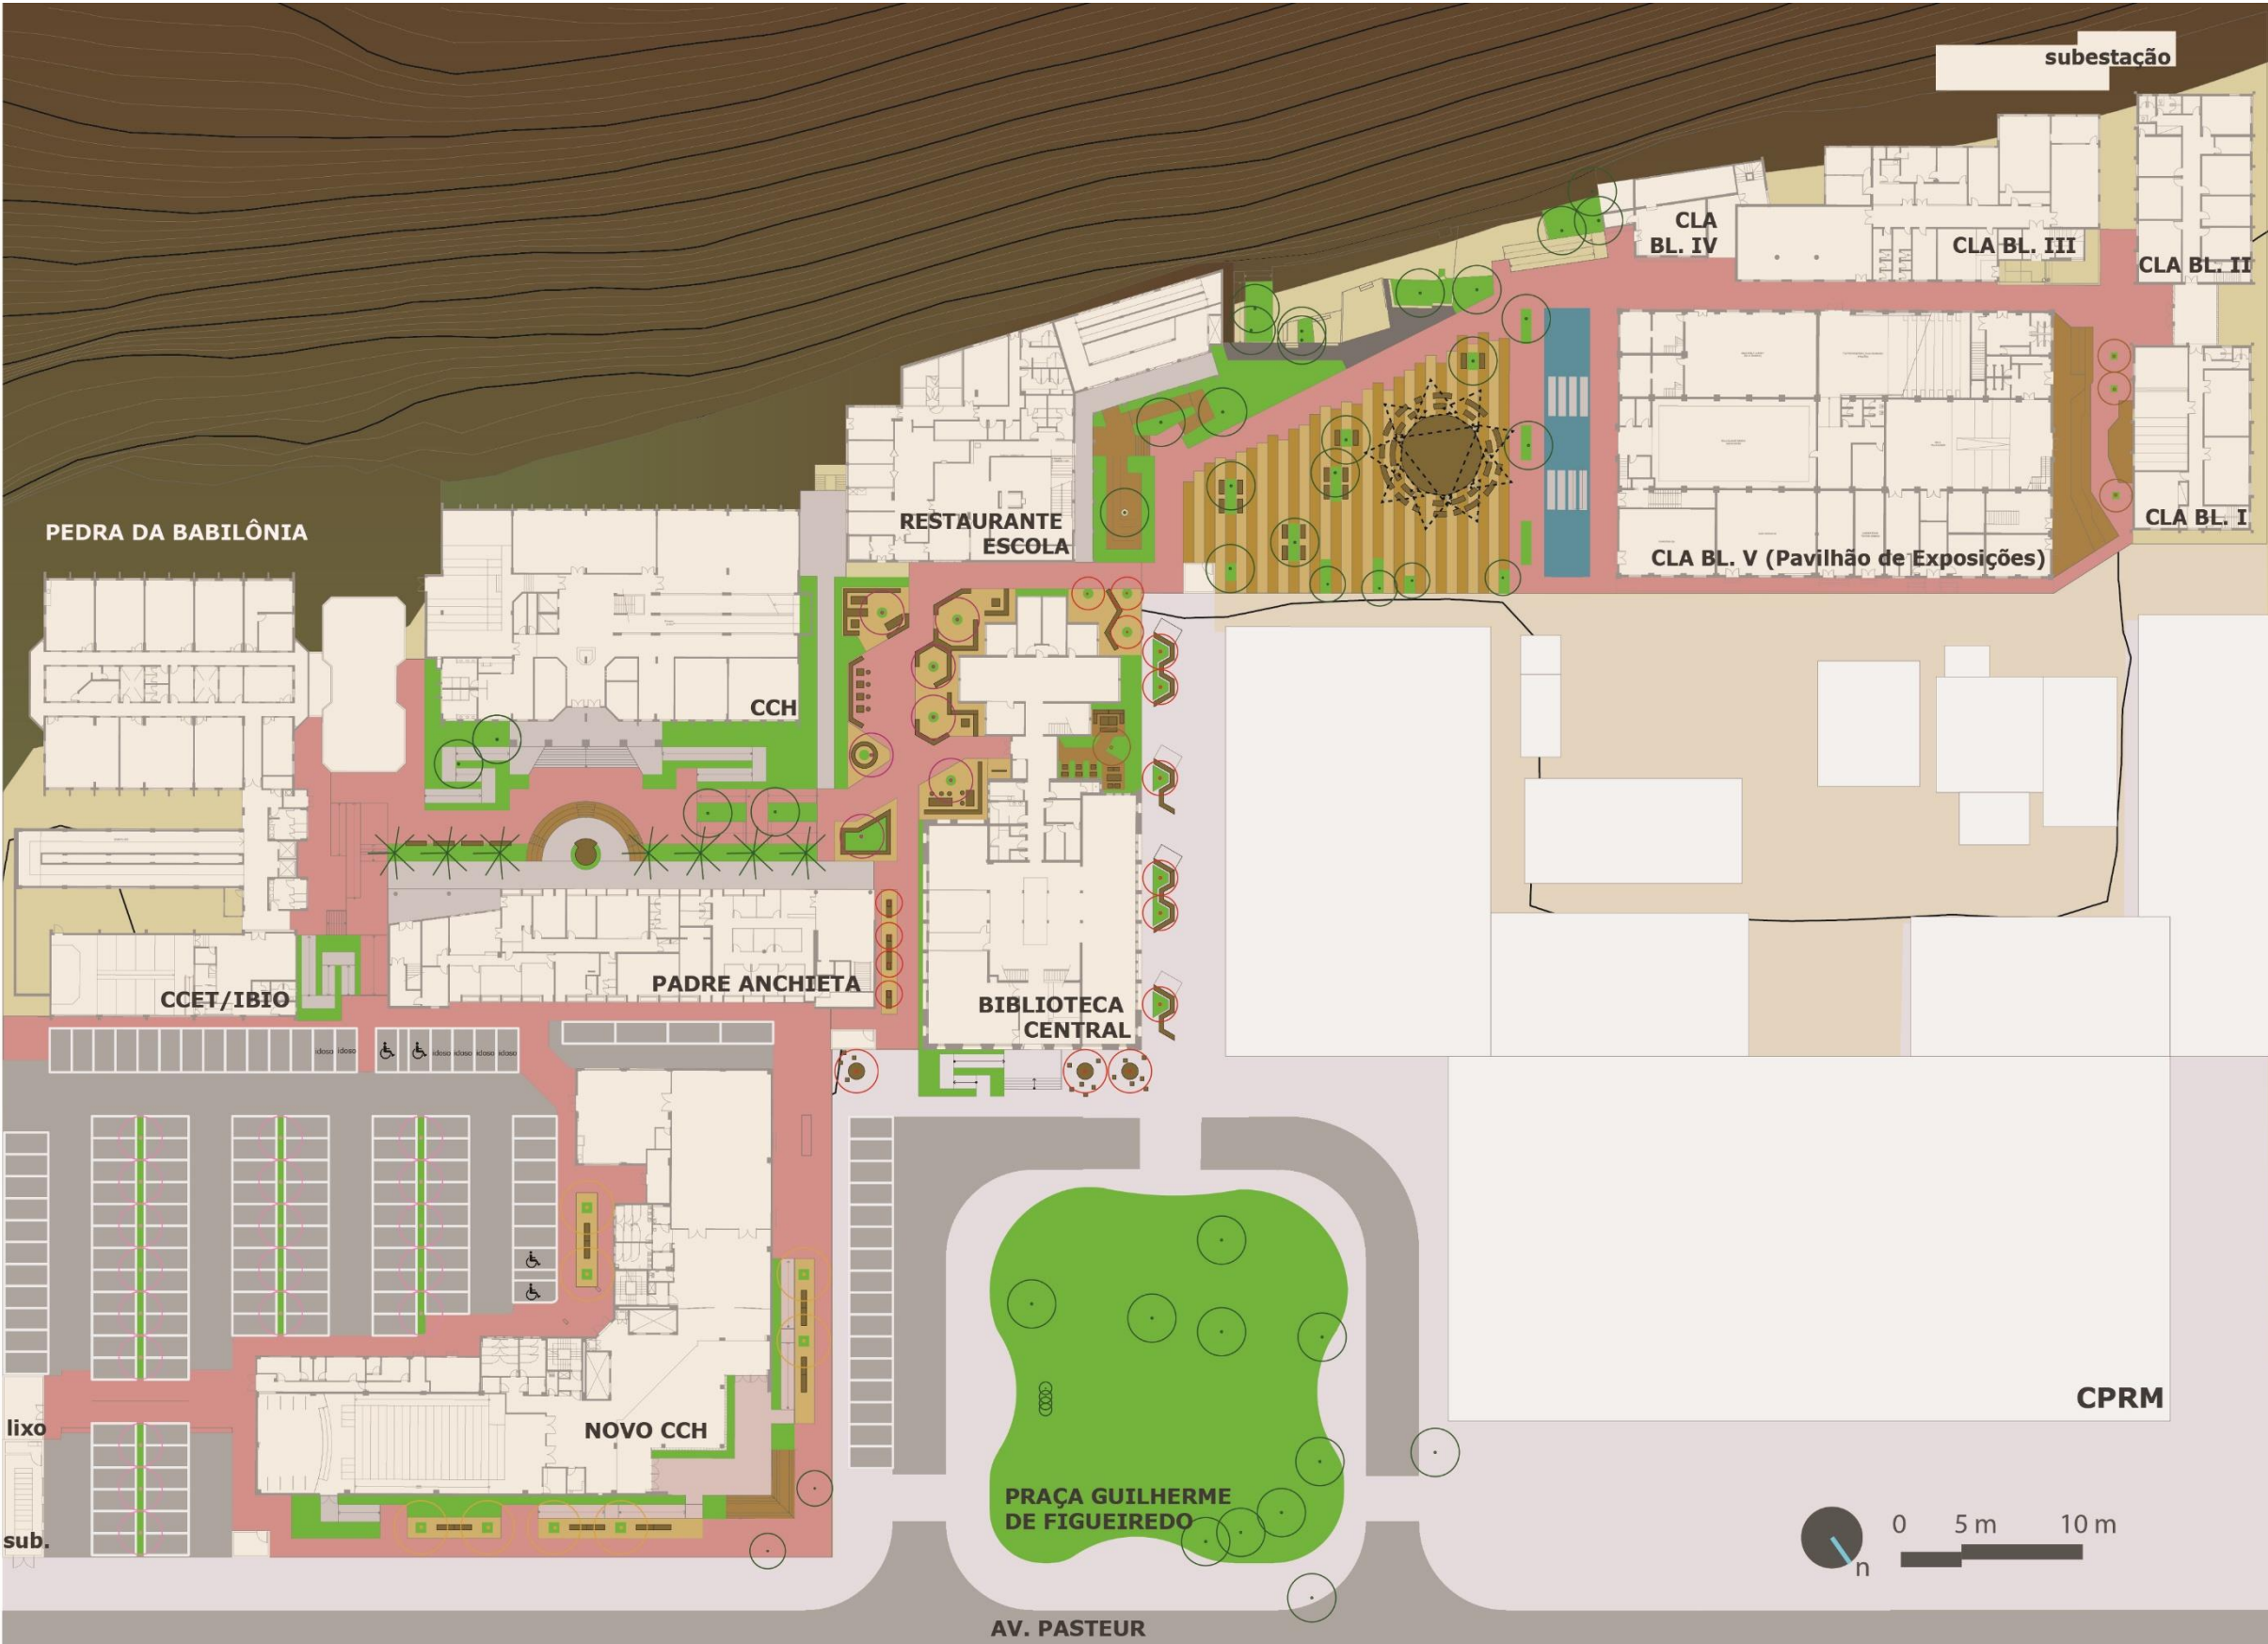 subestação
CLA
BL. IV
CLA BL. III
CLA BL. II
PEDRA DA BABILÔNIA
RESTAURANTE
ESCOLA
CLA BL. I
CLA BL. V (Pavilhão de Exposições)
CCH
CCET/IBIO
PADRE ANCHIETA
BIBLIOTECA
CENTRAL
idoso idoso
idoso idoso idoso idoso
CPRM
lixo
NOVO CCH
PRAÇA GUILHERME
DE FIGUEIREDO
sub.
n
0 5 m 10 m
AV. PASTEUR